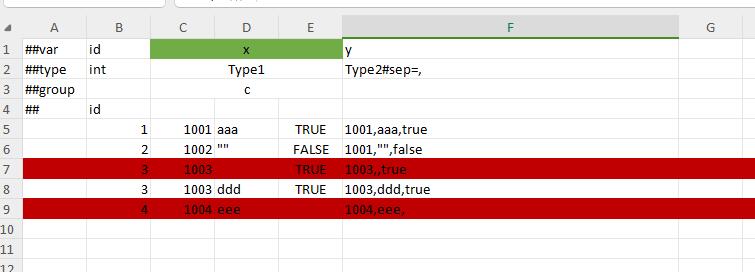 A B C D E F G
1 ##var id x y
2 ##type int Type1 Type2#sep=,
3 ##group c
4 ## id
5 1 1001 aaa TRUE 1001,aaa,true
6 2 1002 "" FALSE 1001,"",false
7 3 1003 TRUE 1003,,true
8 3 1003 ddd TRUE 1003,ddd,true
9 4 1004 eee 1004,eee,
10
11
12